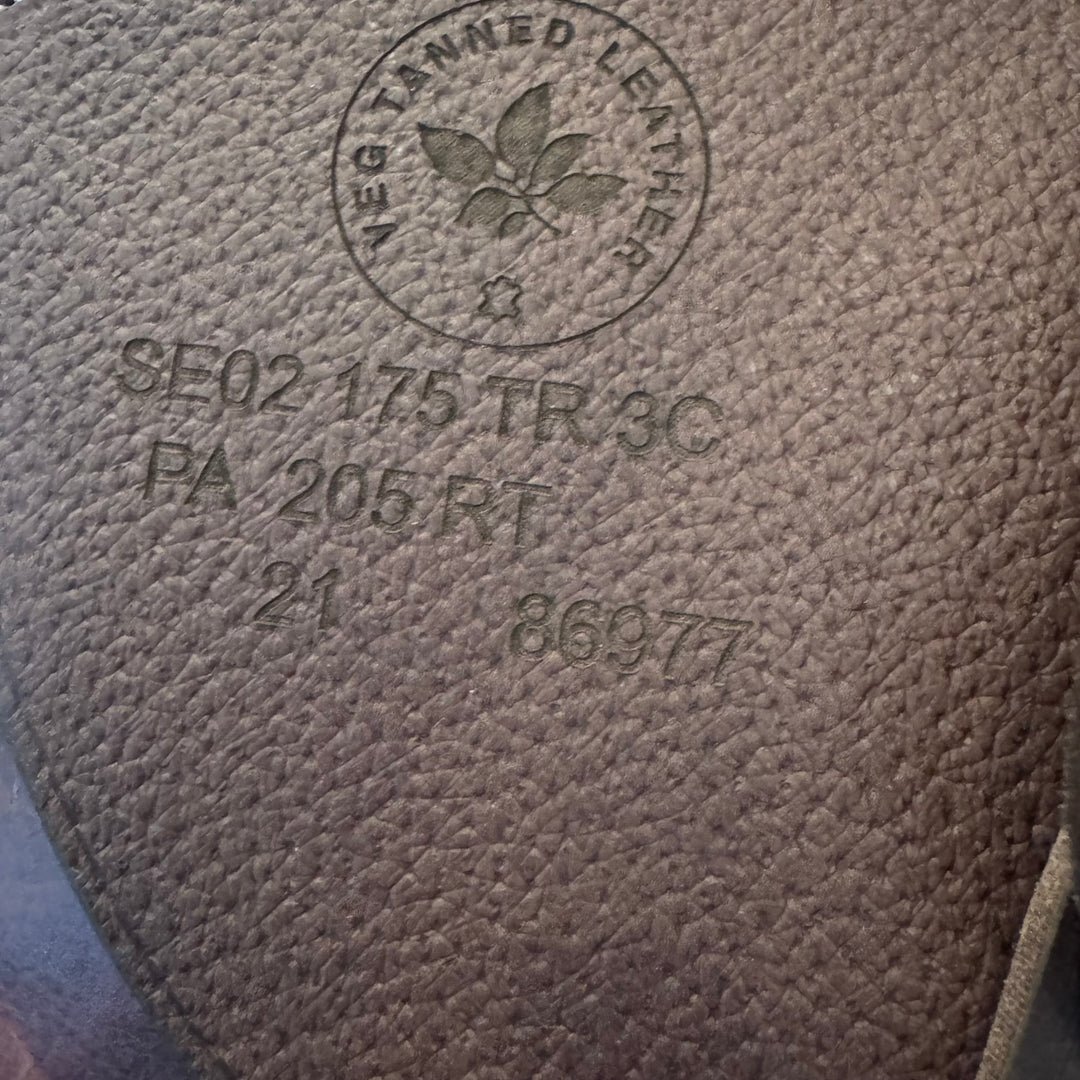 VEG TANNED LEATHER
SE02 175 TR 3C
PA 205 RT
21 86977